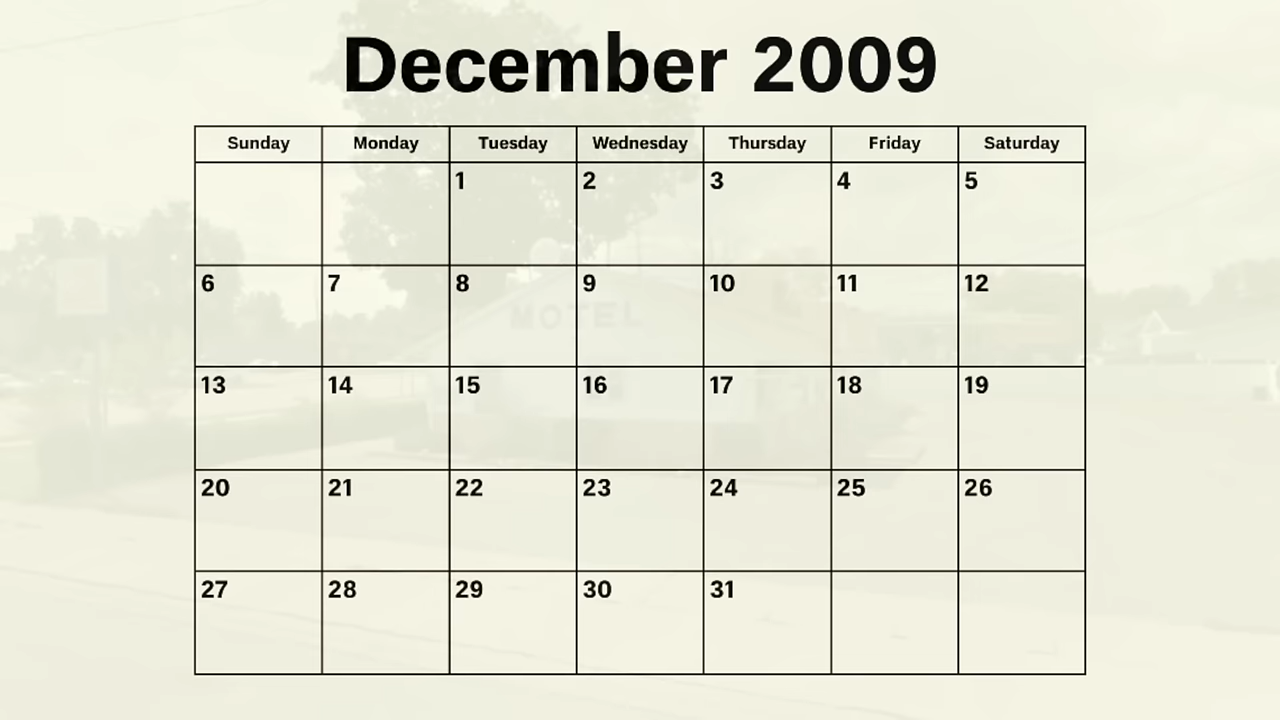 December 2009
Sunday Monday Tuesday Wednesday Thursday Friday Saturday
1 2 3 4 5
6 7 8 9 10 11 12
MOTEL
13 14 15 16 17 18 19
20 21 22 23 24 25 26
27 28 29 30 31